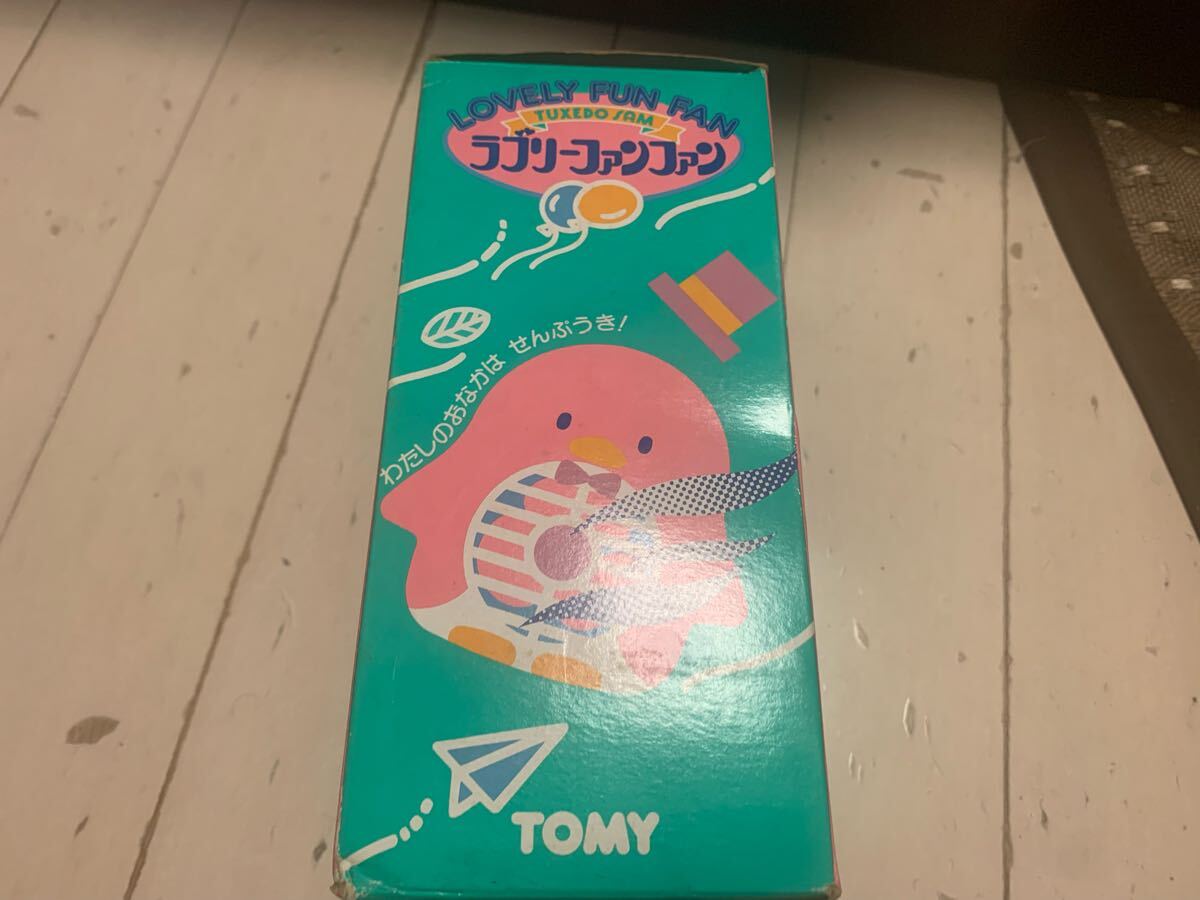 LOVELY FUN FAN
TUXEDO SAM
ラブリーファンファン
わたしのおなかは せんぷうき!
TOMY